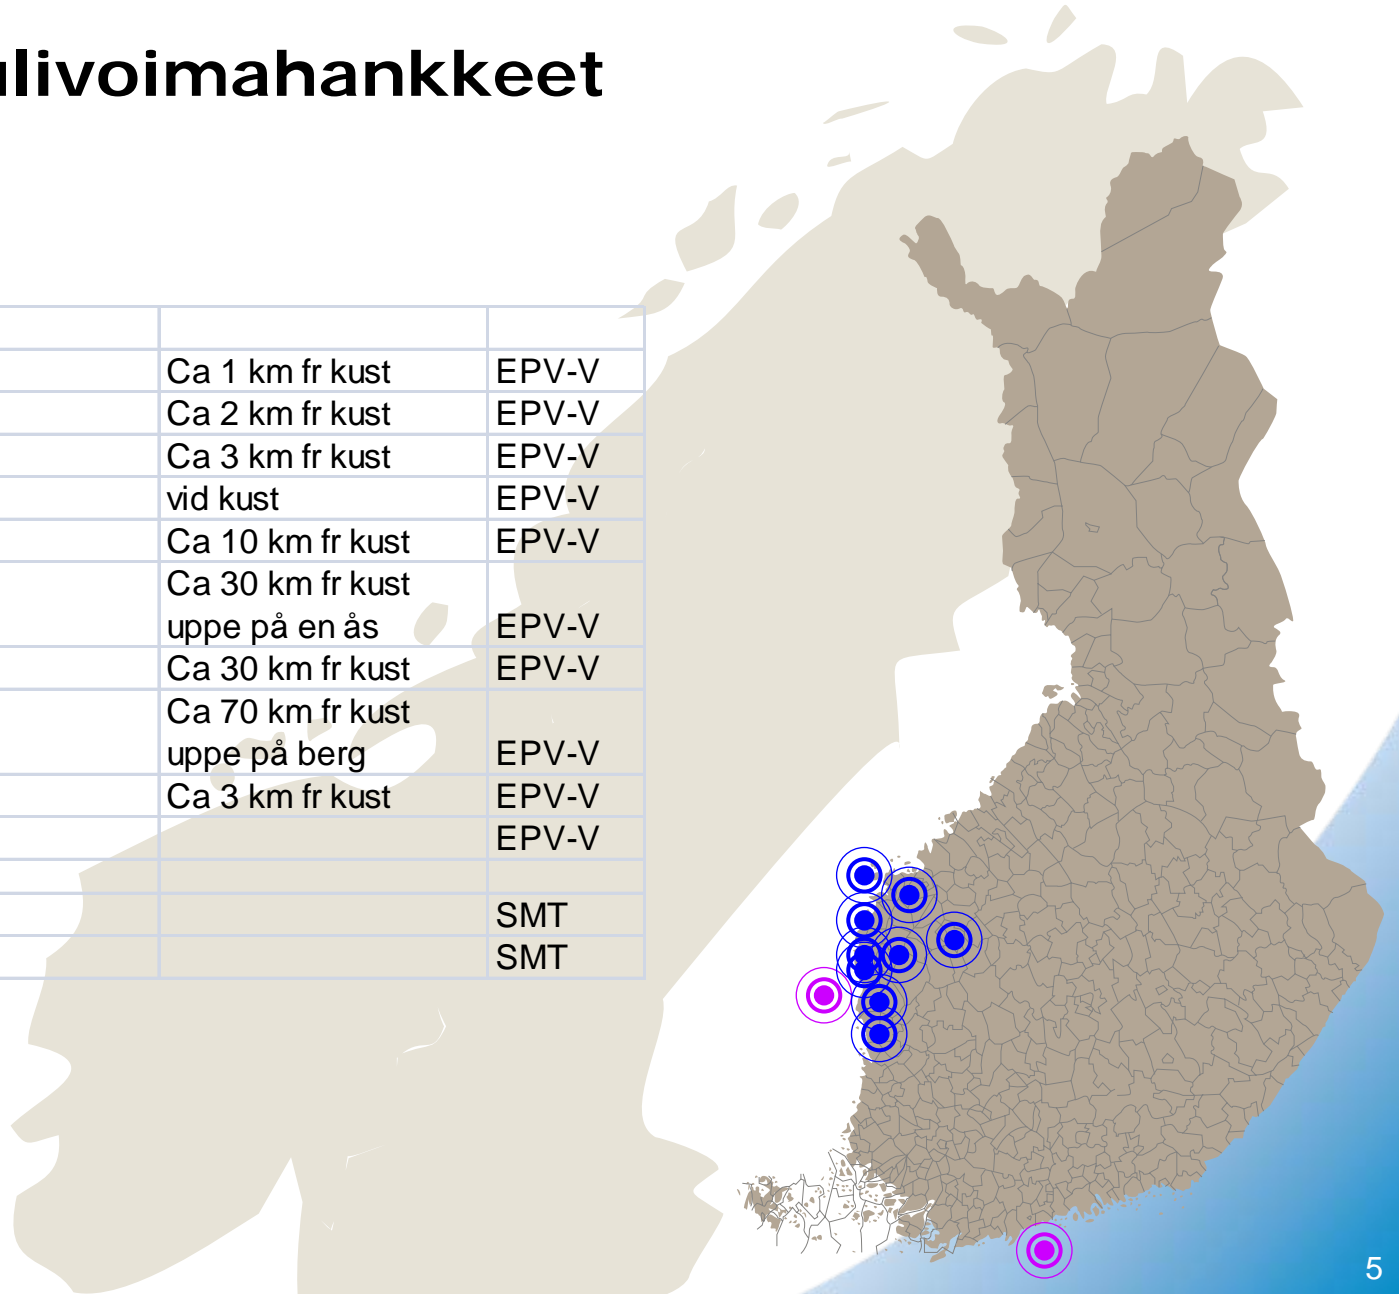 ulivoimahankkeet
Ca 1 km fr kust EPV-V
Ca 2 km fr kust EPV-V
Ca 3 km fr kust EPV-V
vid kust EPV-V
Ca 10 km fr kust EPV-V
Ca 30 km fr kust
uppe på en ås EPV-V
Ca 30 km fr kust EPV-V
Ca 70 km fr kust
uppe på berg EPV-V
Ca 3 km fr kust EPV-V
EPV-V
SMT
SMT
5